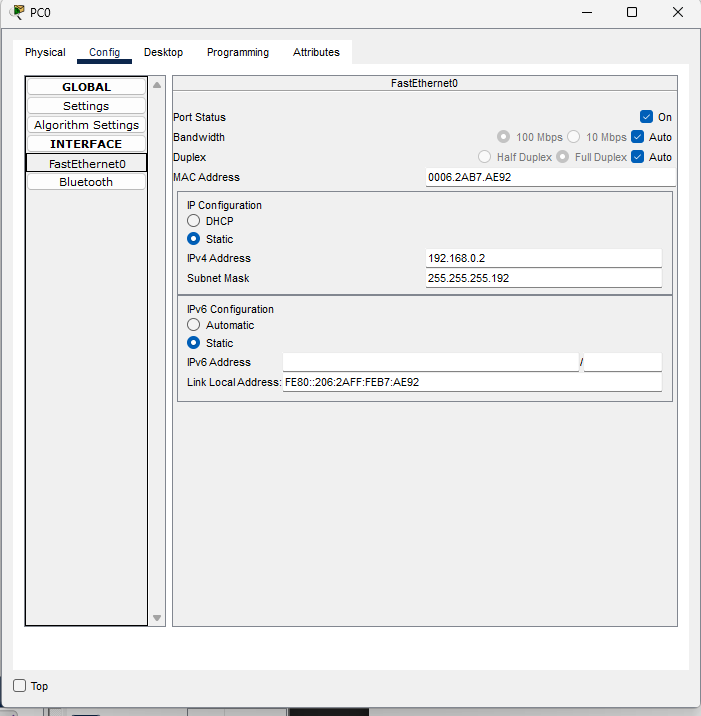 PC0
Physical Config Desktop Programming Attributes
GLOBAL
Settings
Algorithm Settings
INTERFACE
FastEthernet0
Bluetooth
FastEthernet0
Port Status On
Bandwidth 100 Mbps 10 Mbps Auto
Duplex Half Duplex Full Duplex Auto
MAC Address 0006.2AB7.AE92
IP Configuration
DHCP
Static
IPv4 Address 192.168.0.2
Subnet Mask 255.255.255.192
IPv6 Configuration
Automatic
Static
IPv6 Address /
Link Local Address: FE80::206:2AFF:FEB7:AE92
Top